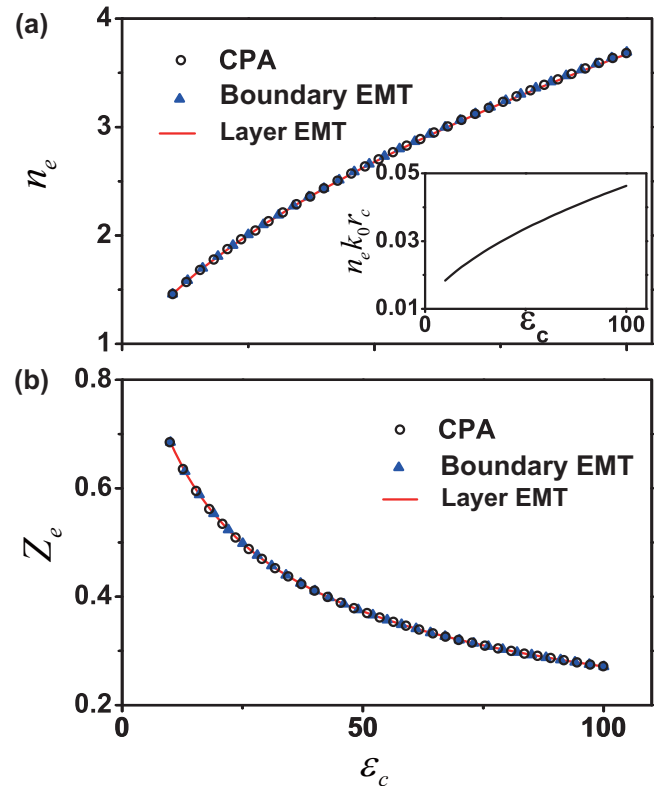 (a)
4
3
2
1
n_e
CPA
Boundary EMT
Layer EMT
0.05
0.03
0.01
n_e k_0 r_c
0
100
ε_c
(b)
0.8
0.6
0.4
0.2
Z_e
CPA
Boundary EMT
Layer EMT
0
50
100
ε_c